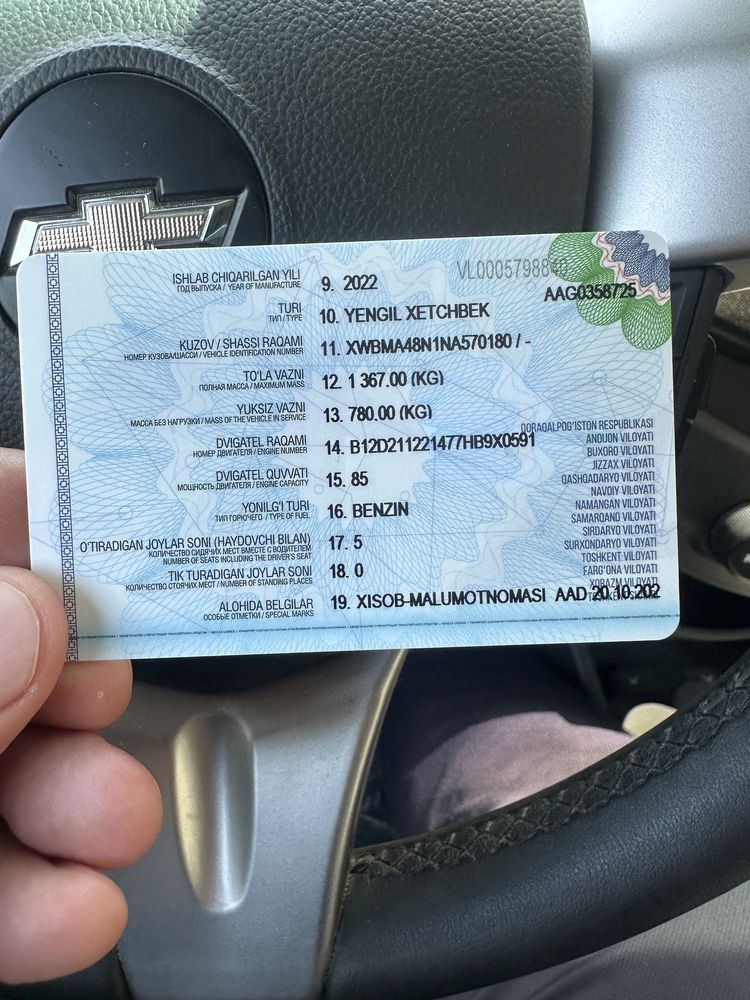 VL0005798840
AAG0358725
ISHLAB CHIQARILGAN YILI
ГОД ВЫПУСКА / YEAR OF MANUFACTURE
9. 2022
TURI
ТИП / TYPE
10. YENGIL XETCHBEK
KUZOV / SHASSI RAQAMI
НОМЕР КУЗОВА/ШАССИ / VEHICLE IDENTIFICATION NUMBER
11. XWBMA48N1NA570180 / -
TO'LA VAZNI
ПОЛНАЯ МАССА / MAXIMUM MASS
12. 1 367.00 (KG)
YUKSIZ VAZNI
МАССА БЕЗ НАГРУЗКИ / MASS OF THE VEHICLE IN SERVICE
13. 780.00 (KG)
DVIGATEL RAQAMI
НОМЕР ДВИГАТЕЛЯ / ENGINE NUMBER
14. B12D211221477HB9X0591
DVIGATEL QUVVATI
МОЩНОСТЬ ДВИГАТЕЛЯ / ENGINE CAPACITY
15. 85
YONILG'I TURI
ТИП ГОРЮЧЕГО / TYPE OF FUEL
16. BENZIN
O'TIRADIGAN JOYLAR SONI (HAYDOVCHI BILAN)
КОЛИЧЕСТВО СИДЯЧИХ МЕСТ ВМЕСТЕ С ВОДИТЕЛЕМ
NUMBER OF SEATS INCLUDING THE DRIVER'S SEAT
17. 5
TIK TURADIGAN JOYLAR SONI
КОЛИЧЕСТВО СТОЯЧИХ МЕСТ / NUMBER OF STANDING PLACES
18. 0
ALOHIDA BELGILAR
ОСОБЫЕ ОТМЕТКИ / SPECIAL MARKS
19. XISOB-MALUMOTNOMASI AAD 20.10.202
QORAQALPOG'ISTON RESPUBLIKASI
ANDIJON VILOYATI
BUXORO VILOYATI
JIZZAX VILOYATI
QASHQADARYO VILOYATI
NAVOIY VILOYATI
NAMANGAN VILOYATI
SAMARQAND VILOYATI
SIRDARYO VILOYATI
SURXONDARYO VILOYATI
TOSHKENT VILOYATI
FARG'ONA VILOYATI
XORAZM VILOYATI